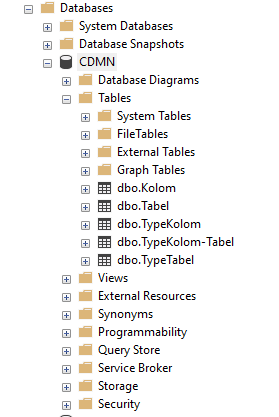 Databases
System Databases
Database Snapshots
CDMN
Database Diagrams
Tables
System Tables
FileTables
External Tables
Graph Tables
dbo.Kolom
dbo.Tabel
dbo.TypeKolom
dbo.TypeKolom-Tabel
dbo.TypeTabel
Views
External Resources
Synonyms
Programmability
Query Store
Service Broker
Storage
Security